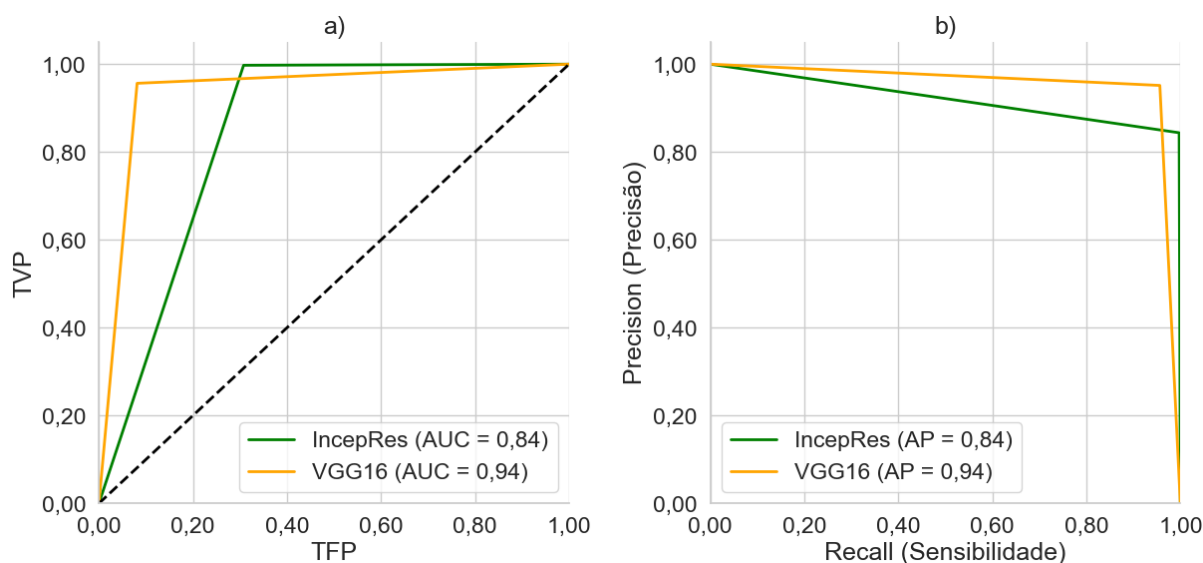 a)
TVP
1,00
0,80
0,60
0,40
0,20
0,00
0,00 0,20 0,40 0,60 0,80 1,00
TFP
IncepRes (AUC = 0,84)
VGG16 (AUC = 0,94)
b)
Precision (Precisão)
1,00
0,80
0,60
0,40
0,20
0,00
0,00 0,20 0,40 0,60 0,80 1,00
Recall (Sensibilidade)
IncepRes (AP = 0,84)
VGG16 (AP = 0,94)